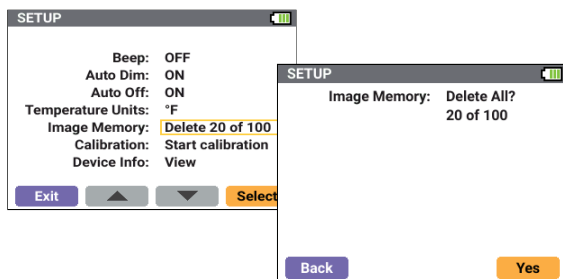 SETUP
Beep: OFF
Auto Dim: ON
Auto Off: ON
Temperature Units: °F
Image Memory: Delete 20 of 100
Calibration: Start calibration
Device Info: View
Exit
Select
SETUP
Image Memory: Delete All?
20 of 100
Back
Yes